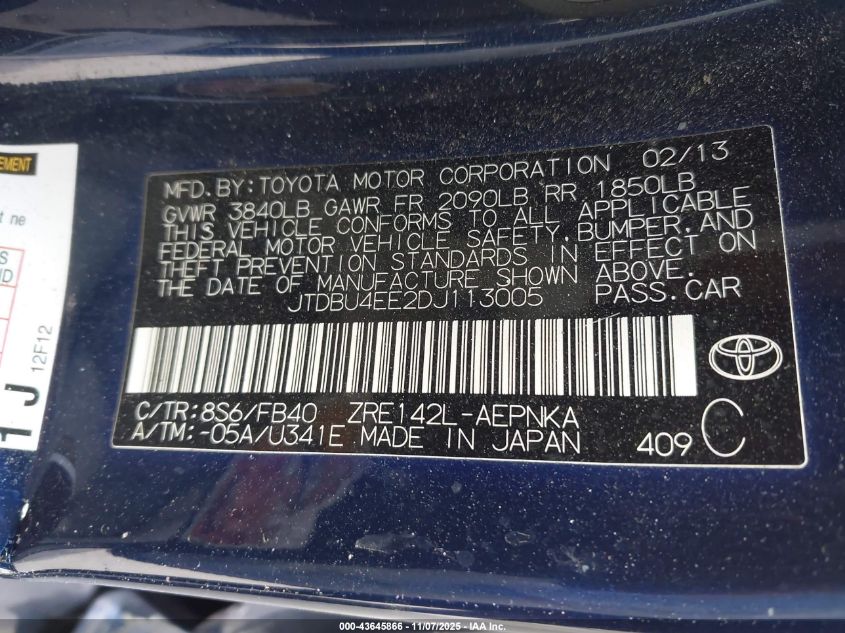 EMENT
t ne
S
ND
12F12
1J
MFD. BY: TOYOTA MOTOR CORPORATION 02/13
GVWR 3840LB GAWR FR 2090LB RR 1850LB
THIS VEHICLE CONFORMS TO ALL APPLICABLE
FEDERAL MOTOR VEHICLE SAFETY, BUMPER, AND
THEFT PREVENTION STANDARDS IN EFFECT ON
THE DATE OF MANUFACTURE SHOWN ABOVE.
JTDBU4EE2DJ113005 PASS. CAR
C/TR: 8S6/FB40 ZRE142L-AEPNKA
A/TM: -05A/U341E MADE IN JAPAN 409 C
000-43645866 - 11/07/2025 - IAA Inc.